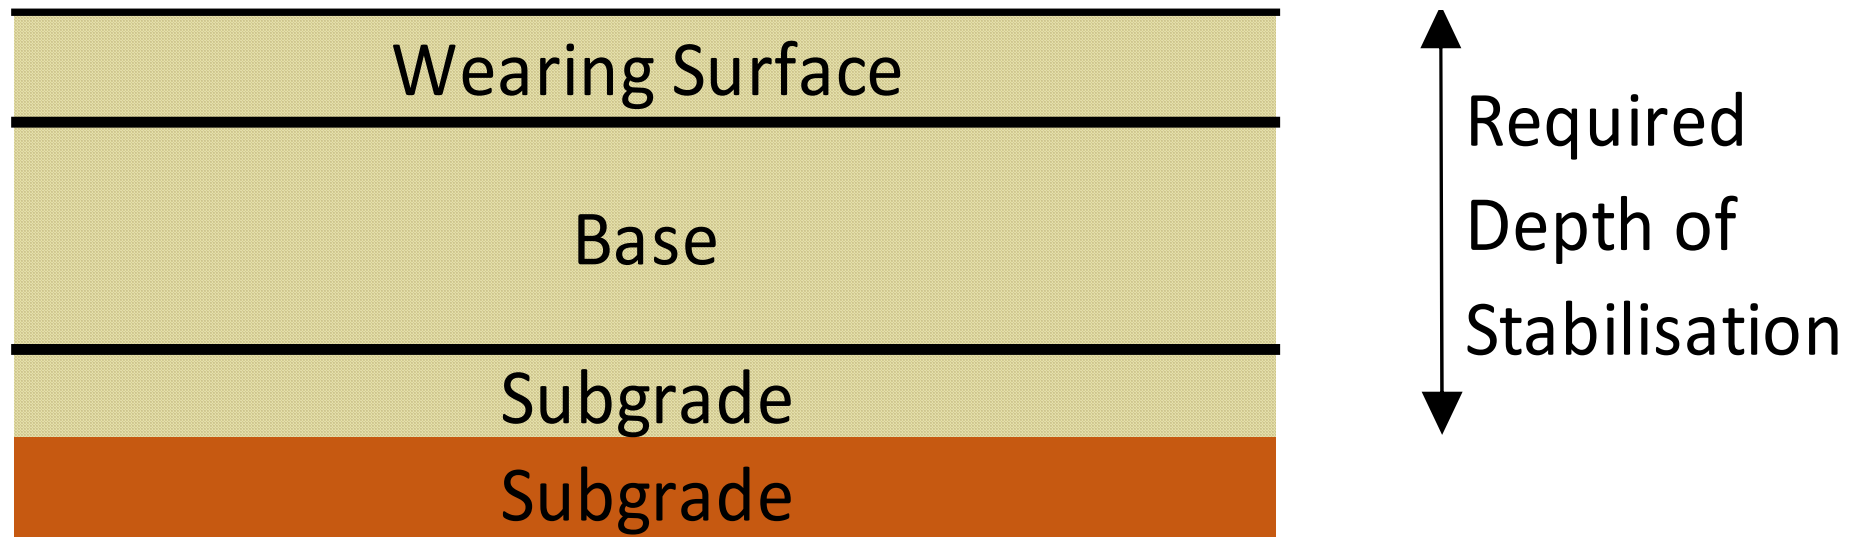 Wearing Surface
Base
Subgrade
Subgrade
Required
Depth of
Stabilisation